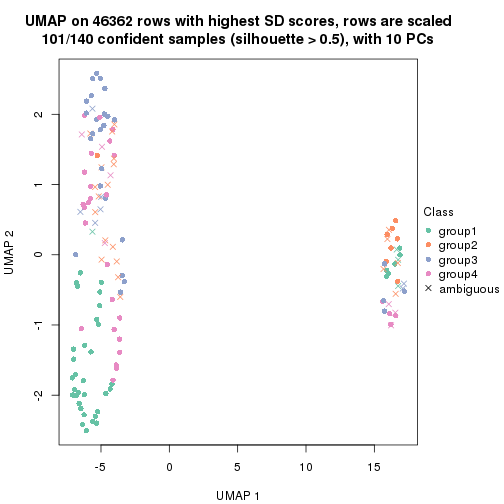 UMAP on 46362 rows with highest SD scores, rows are scaled
101/140 confident samples (silhouette > 0.5), with 10 PCs
2
1
0
-1
-2
UMAP 2
-5
0
5
10
15
UMAP 1
Class
group1
group2
group3
group4
ambiguous